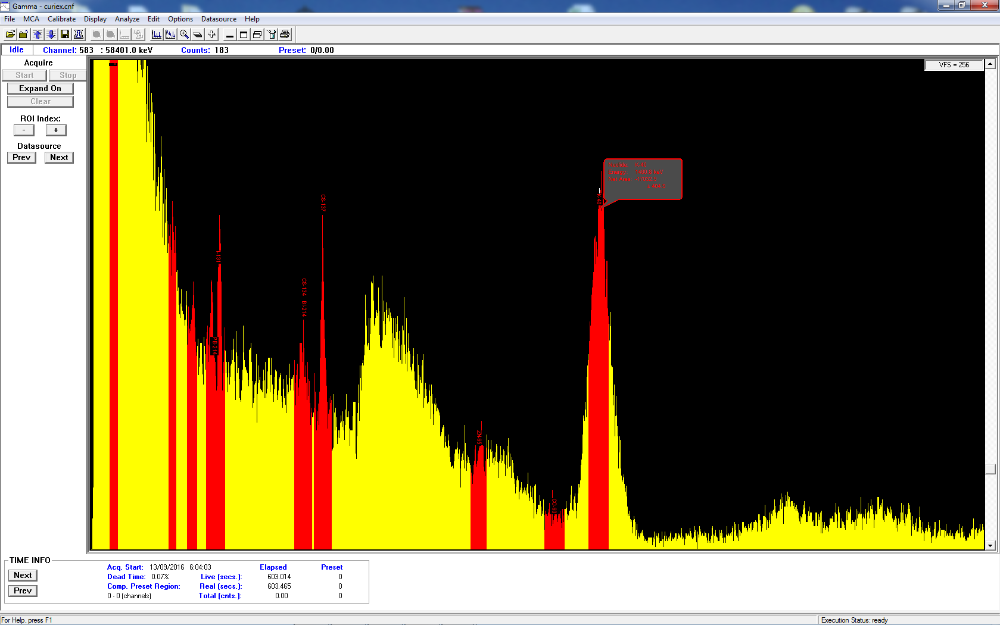 Gamma - curiex.cnf
File MCA Calibrate Display Analyze Edit Options Datasource Help
Idle Channel: 583 : 58401.0 keV Counts: 183 Preset: 0/0.00
Acquire
Start Stop
Expand On
Clear
ROI Index:
- +
Datasource
Prev Next
VFS = 256
Nuclide: K-40
Energy: 1460.8 keV
Net Area:
CS-137
K-40
I-131
CS-134 BI-214
PB-214
ZN-65
CO-60
TIME INFO
Next
Prev
Acq. Start: 13/09/2016 6:04:03 Elapsed Preset
Dead Time: 0.07% Live (secs.): 603.014 0
Comp. Preset Region: Real (secs.): 603.465 0
0 - 0 (channels) Total (cnts.): 0.00 0
For Help, press F1 Execution Status: ready